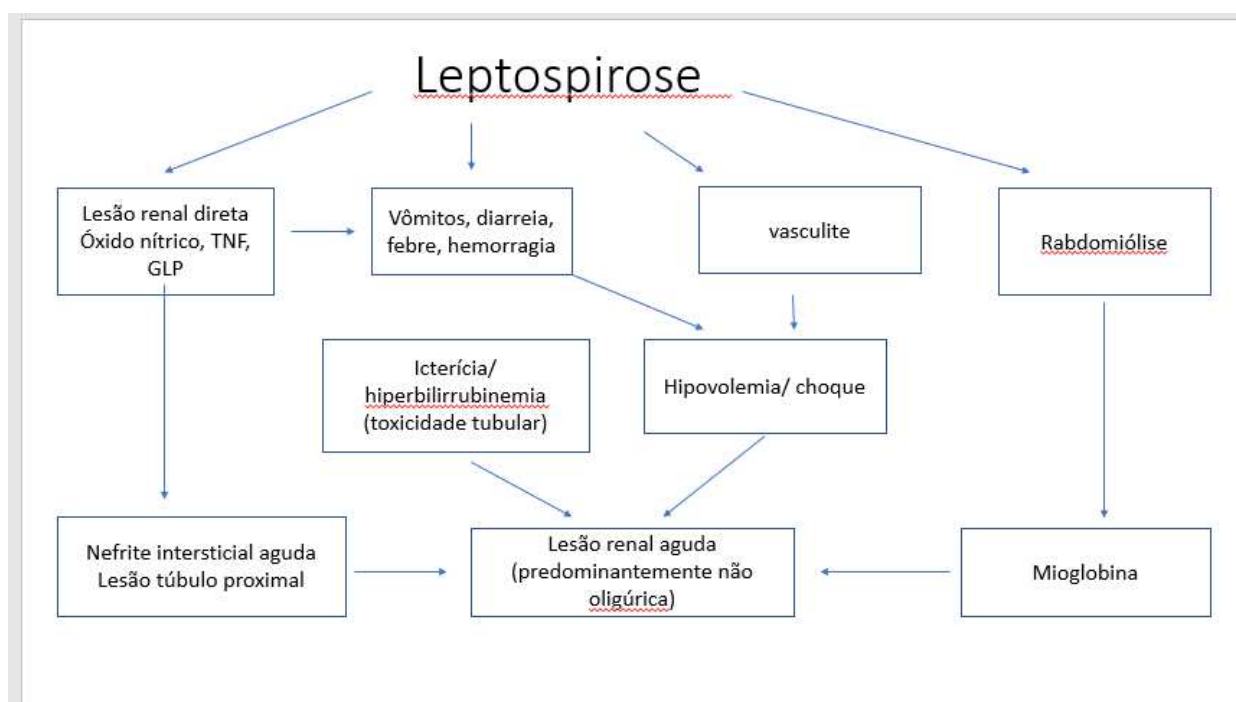 Leptospirose
Lesão renal direta
Óxido nítrico, TNF,
GLP
Vômitos, diarreia,
febre, hemorragia
vasculite
Rabdomiólise
Icterícia/
hiperbilirrubinemia
(toxicidade tubular)
Hipovolemia/ choque
Nefrite intersticial aguda
Lesão túbulo proximal
Lesão renal aguda
(predominantemente não
oligúrica)
Mioglobina